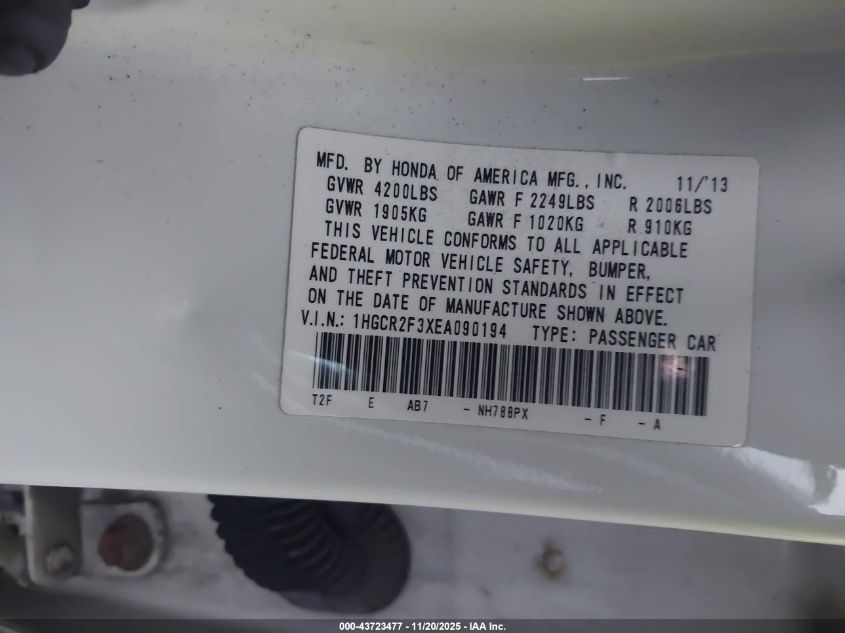 MFD. BY HONDA OF AMERICA MFG., INC. 11/'13
GVWR 4200LBS GAWR F 2249LBS R 2006LBS
GVWR 1905KG GAWR F 1020KG R 910KG
THIS VEHICLE CONFORMS TO ALL APPLICABLE
FEDERAL MOTOR VEHICLE SAFETY, BUMPER,
AND THEFT PREVENTION STANDARDS IN EFFECT
ON THE DATE OF MANUFACTURE SHOWN ABOVE.
V.I.N.: 1HGCR2F3XEA090194 TYPE: PASSENGER CAR
T2F E AB7 - NH788PX - F - A
000-43723477 - 11/20/2025 - IAA Inc.